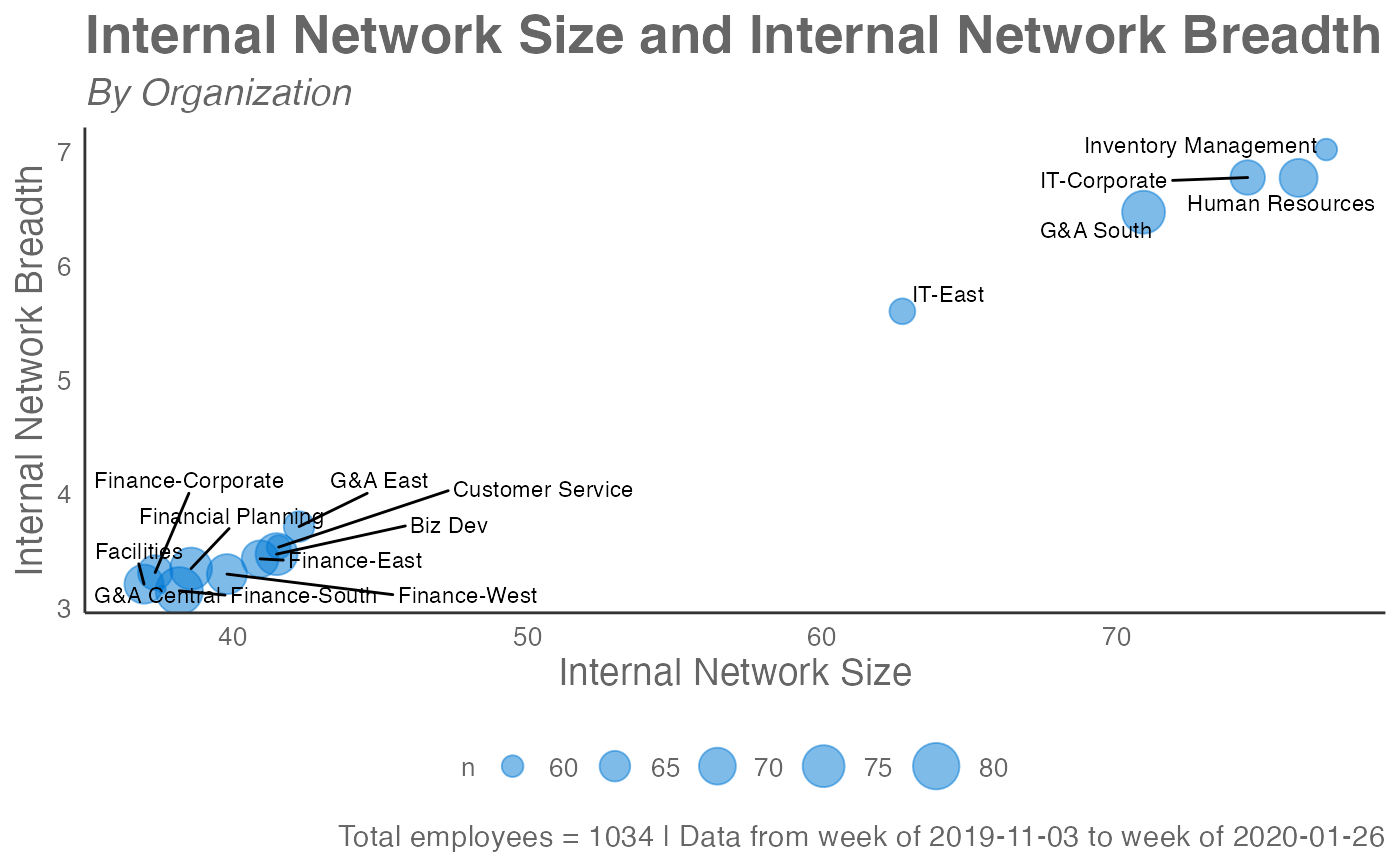 Internal Network Size and Internal Network Breadth
By Organization
Internal Network Breadth
7
6
5
4
3
Inventory Management
IT-Corporate
Human Resources
G&A South
IT-East
Finance-Corporate
G&A East
Customer Service
Financial Planning
Biz Dev
Facilities
Finance-East
G&A Central
Finance-South
Finance-West
40
50
60
70
Internal Network Size
n
60
65
70
75
80
Total employees = 1034 | Data from week of 2019-11-03 to week of 2020-01-26